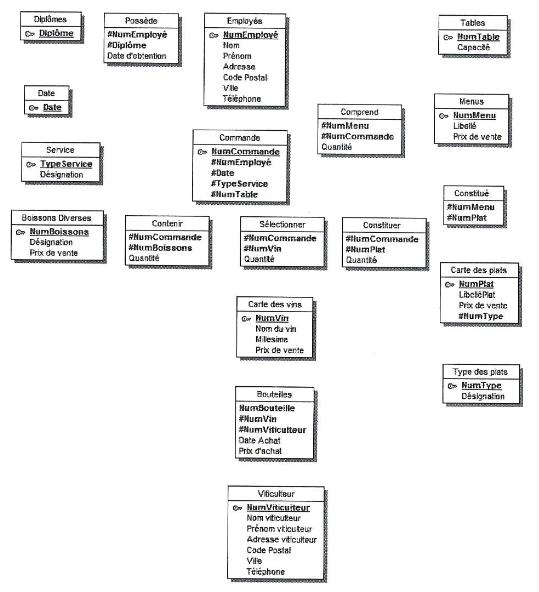 Diplômes
Diplôme
Possède
#NumEmployé
#Diplôme
Date d'obtention
Employés
NumEmployé
Nom
Prénom
Adresse
Code Postal
Ville
Téléphone
Tables
NumTable
Capacité
Date
Date
Service
TypeService
Désignation
Commande
NumCommande
#NumEmployé
#Date
#TypeService
#NumTable
Comprend
#NumMenu
#NumCommande
Quantité
Menus
NumMenu
Libellé
Prix de vente
Constitué
#NumMenu
#NumPlat
Boissons Diverses
NumBoissons
Désignation
Prix de vente
Contenir
#NumCommande
#NumBoissons
Quantité
Sélectionner
#NumCommande
#NumVin
Quantité
Constituer
#NumCommande
#NumPlat
Quantité
Carte des plats
NumPlat
LibelléPlat
Prix de vente
#NumType
Carte des vins
NumVin
Nom du vin
Millesime
Prix de vente
Type des plats
NumType
Désignation
Bouteilles
NumBouteille
#NumVin
#NumViticulteur
Date Achat
Prix d'achat
Viticulteur
NumViticulteur
Nom viticulteur
Prénom viticulteur
Adresse viticulteur
Code Postal
Ville
Téléphone